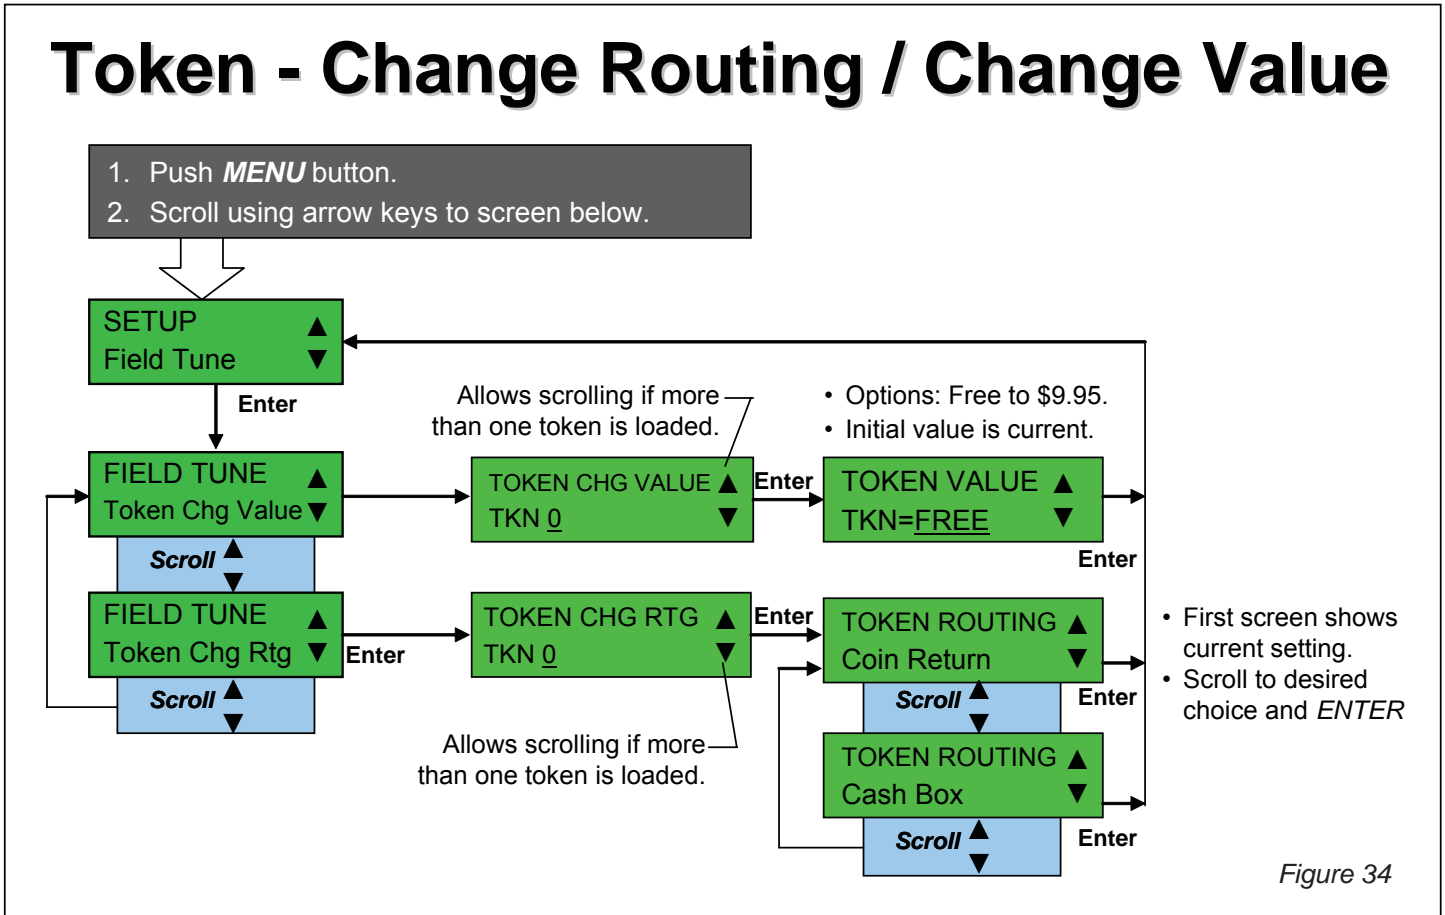 Token - Change Routing / Change Value
1. Push MENU button.
2. Scroll using arrow keys to screen below.
SETUP ▲
Field Tune ▼
Enter
Allows scrolling if more
than one token is loaded.
• Options: Free to $9.95.
• Initial value is current.
FIELD TUNE ▲
Token Chg Value ▼
TOKEN CHG VALUE ▲
TKN 0 ▼
Enter
TOKEN VALUE ▲
TKN=FREE ▼
Enter
Scroll ▲
▼
FIELD TUNE ▲
Token Chg Rtg ▼
Enter
TOKEN CHG RTG ▲
TKN 0 ▼
Enter
TOKEN ROUTING ▲
Coin Return ▼
Enter
• First screen shows
current setting.
• Scroll to desired
choice and ENTER
Scroll ▲
▼
Scroll ▲
▼
Allows scrolling if more
than one token is loaded.
TOKEN ROUTING ▲
Cash Box ▼
Enter
Scroll ▲
▼
Figure 34